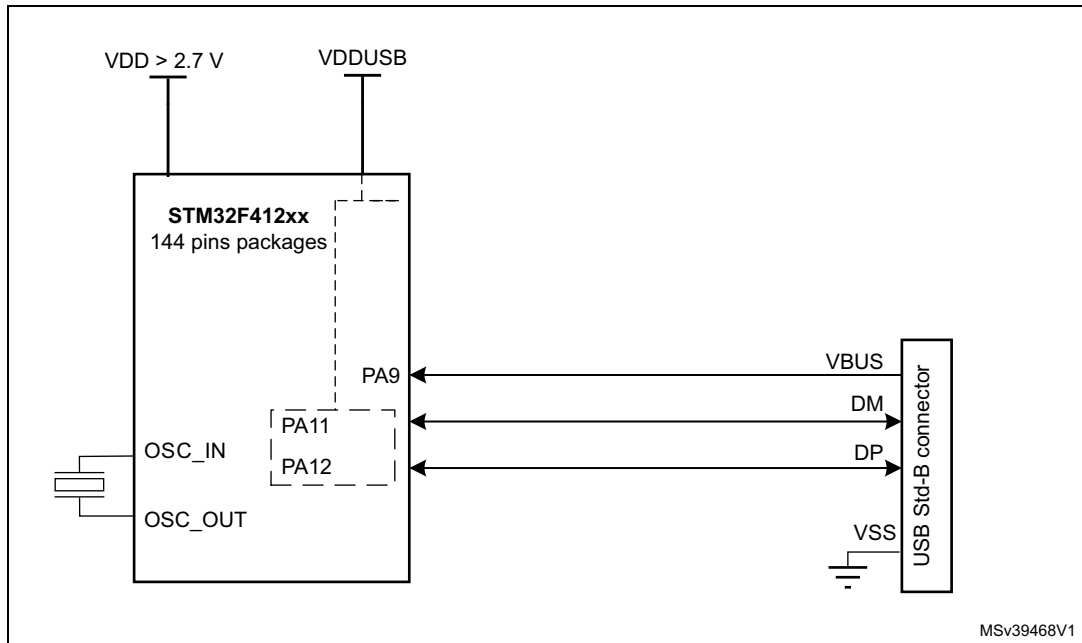 VDD > 2.7 V
VDDUSB
STM32F412xx
144 pins packages
PA9
VBUS
PA11
DM
PA12
DP
OSC_IN
OSC_OUT
VSS
USB Std-B connector
MSv39468V1